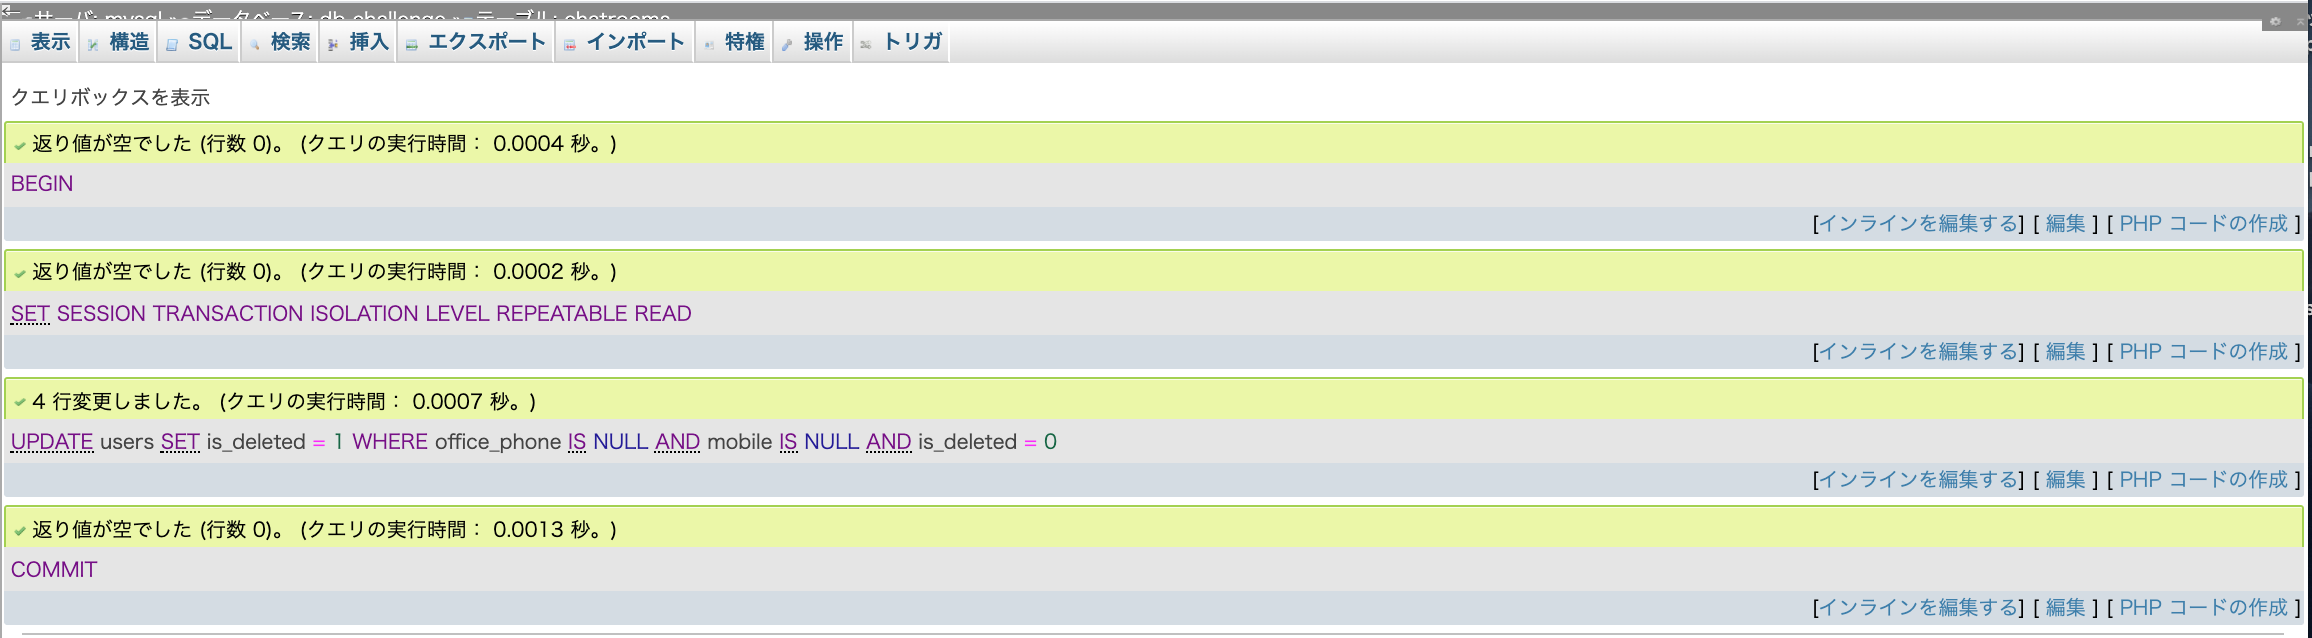 サーバ: mysql » データベース: db_challenge » テーブル: chatrooms
表示 構造 SQL 検索 挿入 エクスポート インポート 特権 操作 トリガ
クエリボックスを表示
返り値が空でした (行数 0)。 (クエリの実行時間： 0.0004 秒。)
BEGIN
[インラインを編集する] [ 編集 ] [ PHP コードの作成 ]
返り値が空でした (行数 0)。 (クエリの実行時間： 0.0002 秒。)
SET SESSION TRANSACTION ISOLATION LEVEL REPEATABLE READ
[インラインを編集する] [ 編集 ] [ PHP コードの作成 ]
4 行変更しました。 (クエリの実行時間： 0.0007 秒。)
UPDATE users SET is_deleted = 1 WHERE office_phone IS NULL AND mobile IS NULL AND is_deleted = 0
[インラインを編集する] [ 編集 ] [ PHP コードの作成 ]
返り値が空でした (行数 0)。 (クエリの実行時間： 0.0013 秒。)
COMMIT
[インラインを編集する] [ 編集 ] [ PHP コードの作成 ]